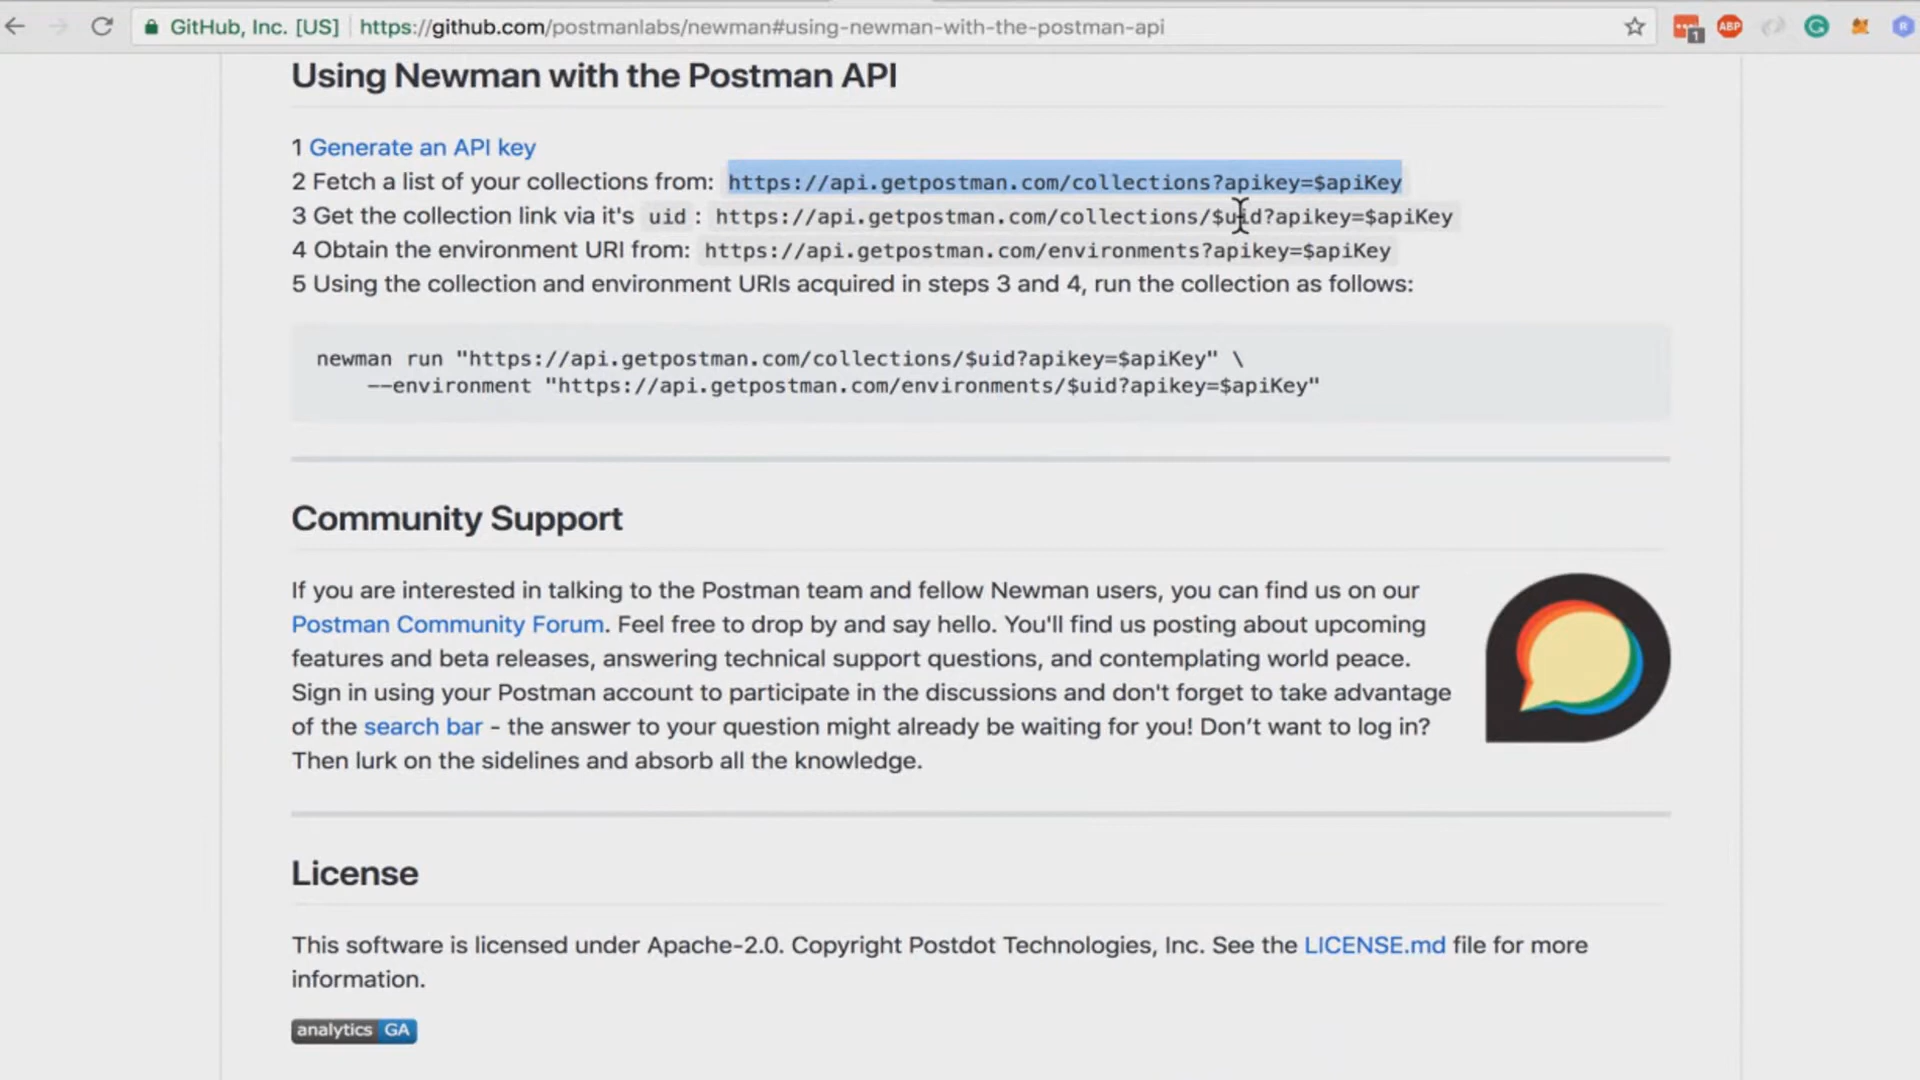 GitHub, Inc. [US] https://github.com/postmanlabs/newman#using-newman-with-the-postman-api
1
ABP
G
R
Using Newman with the Postman API
1 Generate an API key
2 Fetch a list of your collections from: https://api.getpostman.com/collections?apikey=$apiKey
3 Get the collection link via it's uid : https://api.getpostman.com/collections/$uid?apikey=$apiKey
4 Obtain the environment URI from: https://api.getpostman.com/environments?apikey=$apiKey
5 Using the collection and environment URIs acquired in steps 3 and 4, run the collection as follows:
newman run "https://api.getpostman.com/collections/$uid?apikey=$apiKey" \
--environment "https://api.getpostman.com/environments/$uid?apikey=$apiKey"
Community Support
If you are interested in talking to the Postman team and fellow Newman users, you can find us on our
Postman Community Forum. Feel free to drop by and say hello. You'll find us posting about upcoming
features and beta releases, answering technical support questions, and contemplating world peace.
Sign in using your Postman account to participate in the discussions and don't forget to take advantage
of the search bar - the answer to your question might already be waiting for you! Don’t want to log in?
Then lurk on the sidelines and absorb all the knowledge.
License
This software is licensed under Apache-2.0. Copyright Postdot Technologies, Inc. See the LICENSE.md file for more
information.
analytics GA